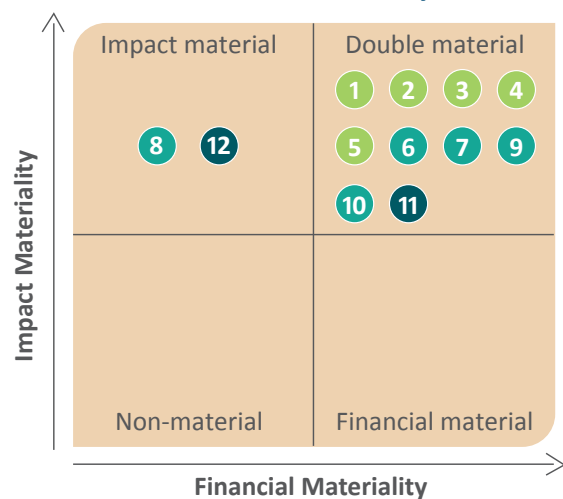 Impact material
Double material
1 2 3 4
8 12
5 6 7 9
10 11
Impact Materiality
Non-material
Financial material
Financial Materiality